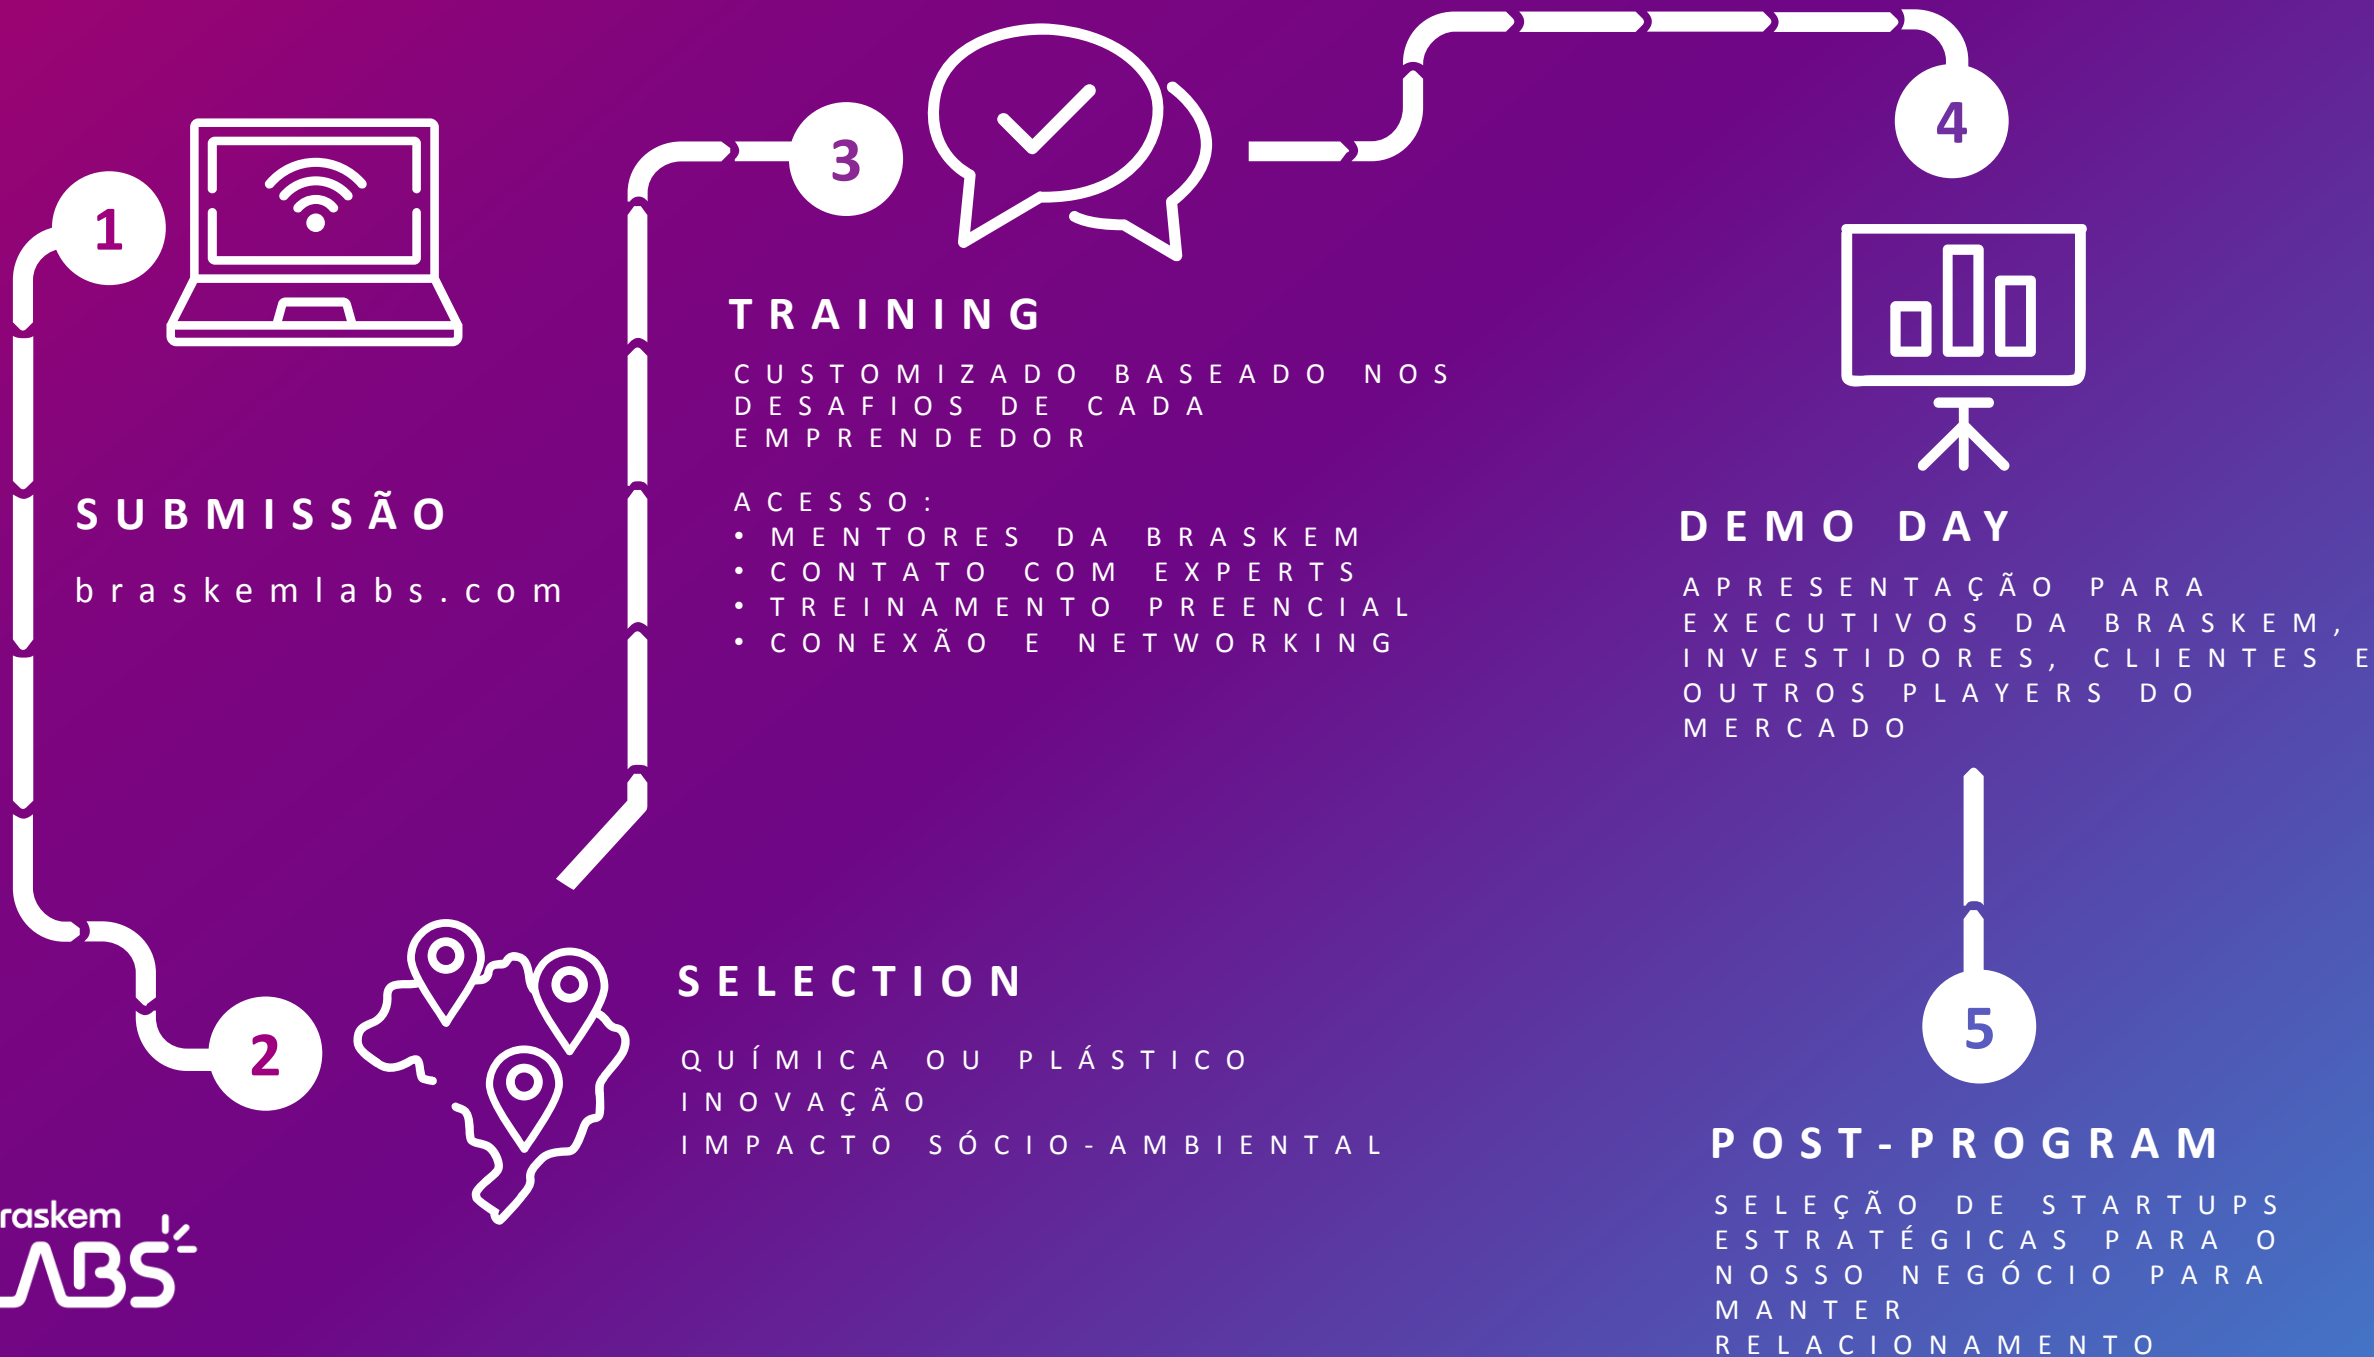 1
SUBMISSÃO
braskemlabs.com
2
SELECTION
QUÍMICA OU PLÁSTICO
INOVAÇÃO
IMPACTO SÓCIO-AMBIENTAL
3
TRAINING
CUSTOMIZADO BASEADO NOS
DESAFIOS DE CADA
EMPRENDEDOR
ACESSO:
• MENTORES DA BRASKEM
• CONTATO COM EXPERTS
• TREINAMENTO PREENCIAL
• CONEXÃO E NETWORKING
4
DEMO DAY
APRESENTAÇÃO PARA
EXECUTIVOS DA BRASKEM,
INVESTIDORES, CLIENTES E
OUTROS PLAYERS DO
MERCADO
5
POST-PROGRAM
SELEÇÃO DE STARTUPS
ESTRATÉGICAS PARA O
NOSSO NEGÓCIO PARA
MANTER
RELACIONAMENTO
raskem
LABS